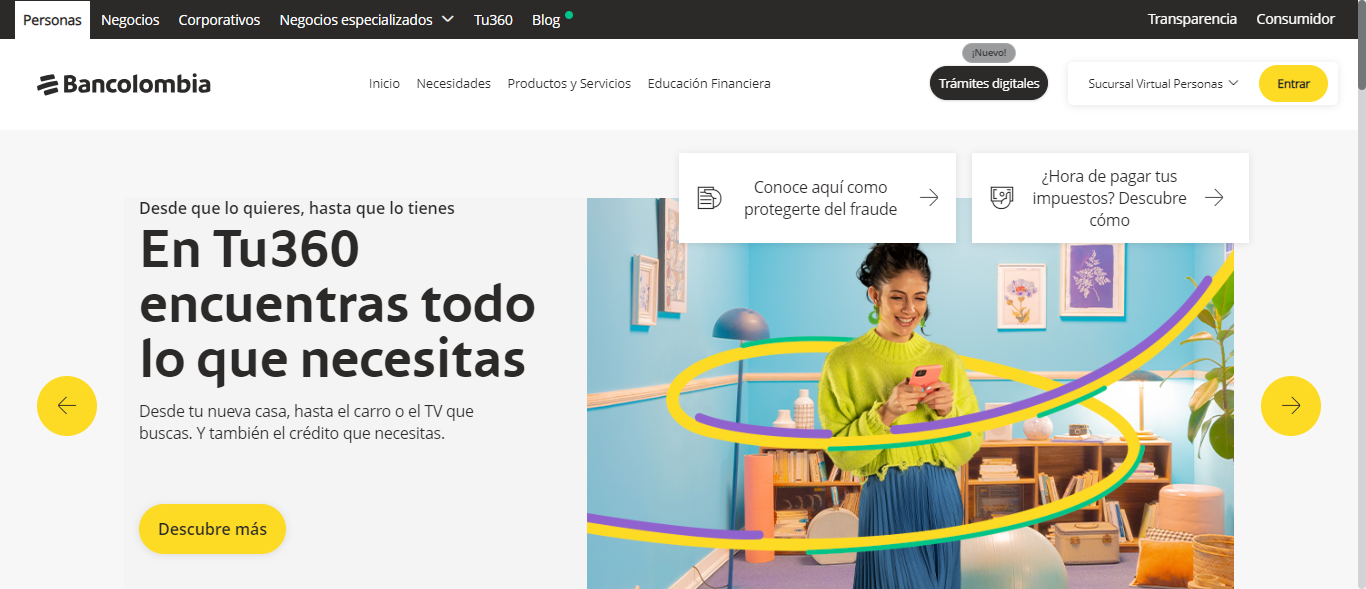 Personas Negocios Corporativos Negocios especializados Tu360 Blog Transparencia Consumidor
¡Nuevo!
Bancolombia Inicio Necesidades Productos y Servicios Educación Financiera Trámites digitales Sucursal Virtual Personas Entrar
Conoce aquí como
protegerte del fraude
¿Hora de pagar tus
impuestos? Descubre
cómo
Desde que lo quieres, hasta que lo tienes
En Tu360
encuentras todo
lo que necesitas
Desde tu nueva casa, hasta el carro o el TV que
buscas. Y también el crédito que necesitas.
Descubre más